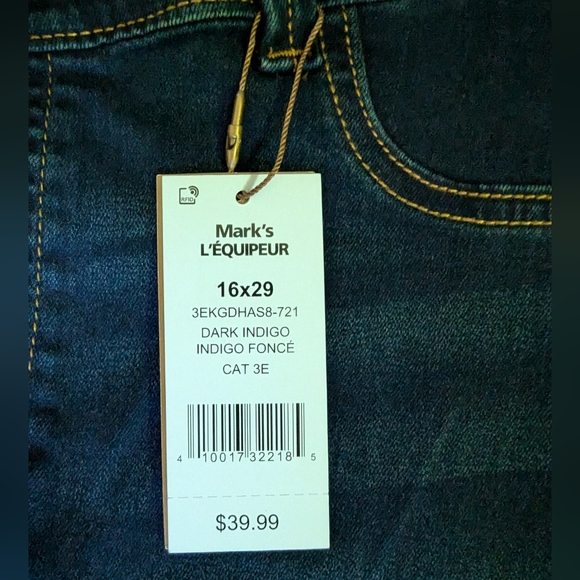 RFID
Mark's
L'ÉQUIPEUR
16x29
3EKGDHAS8-721
DARK INDIGO
INDIGO FONCÉ
CAT 3E
4 10017 32218 5
$39.99